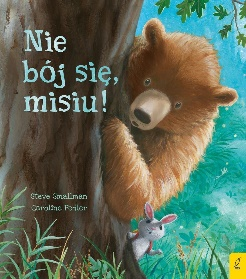 Nie
bój się,
misiu!
Steve Smallman
Caroline Pedler